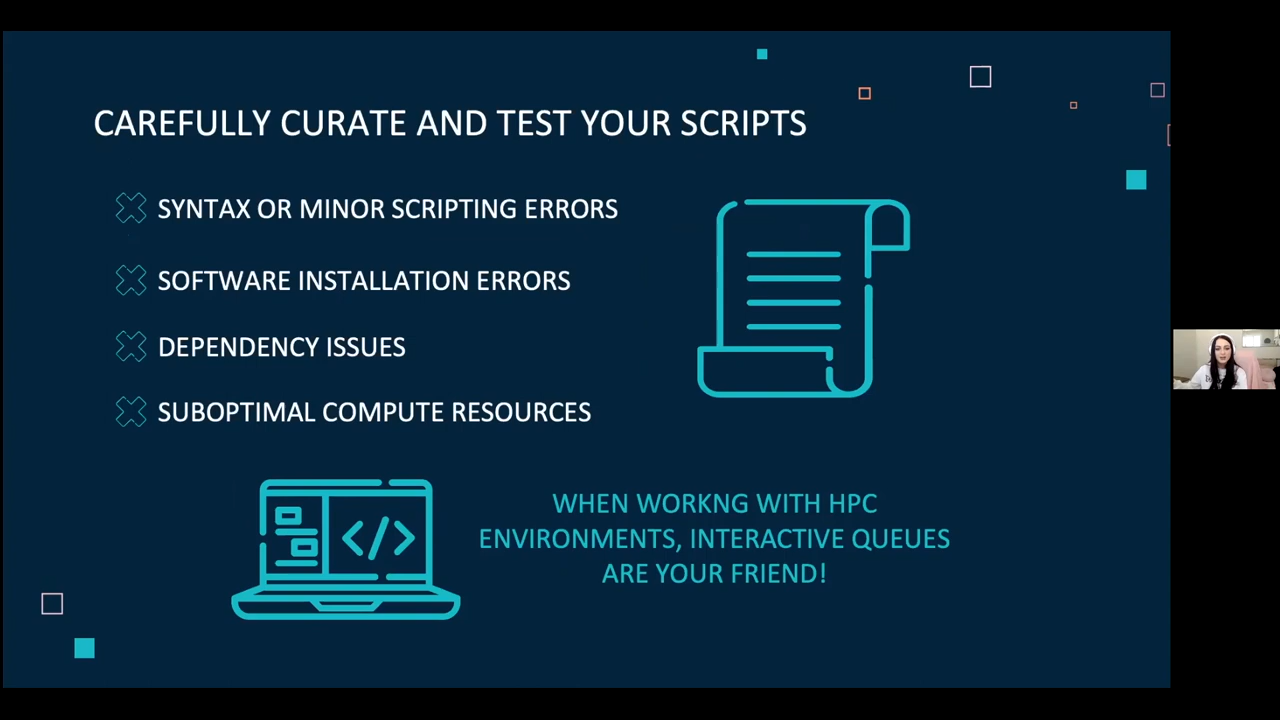 CAREFULLY CURATE AND TEST YOUR SCRIPTS
SYNTAX OR MINOR SCRIPTING ERRORS
SOFTWARE INSTALLATION ERRORS
DEPENDENCY ISSUES
SUBOPTIMAL COMPUTE RESOURCES
WHEN WORKNG WITH HPC
ENVIRONMENTS, INTERACTIVE QUEUES
ARE YOUR FRIEND!